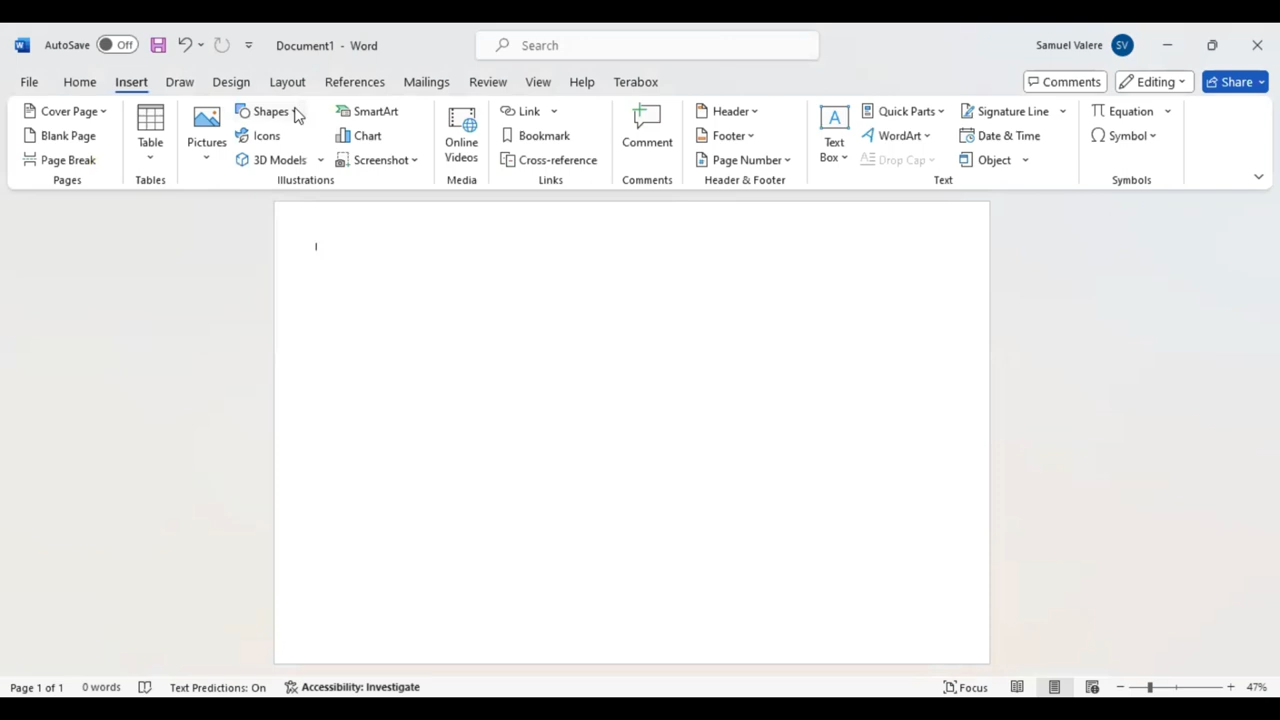 AutoSave Off Document1 - Word Search Samuel Valere SV
File Home Insert Draw Design Layout References Mailings Review View Help Terabox Comments Editing Share
Cover Page
Blank Page
Page Break
Pages
Table
Tables
Pictures
Shapes
Icons
3D Models
SmartArt
Chart
Screenshot
Illustrations
Online
Videos
Media
Link
Bookmark
Cross-reference
Links
Comment
Comments
Header
Footer
Page Number
Header & Footer
A
Text
Box
Quick Parts
WordArt
Drop Cap
Signature Line
Date & Time
Object
Text
Equation
Symbol
Symbols
Page 1 of 1 0 words Text Predictions: On Accessibility: Investigate Focus 47%